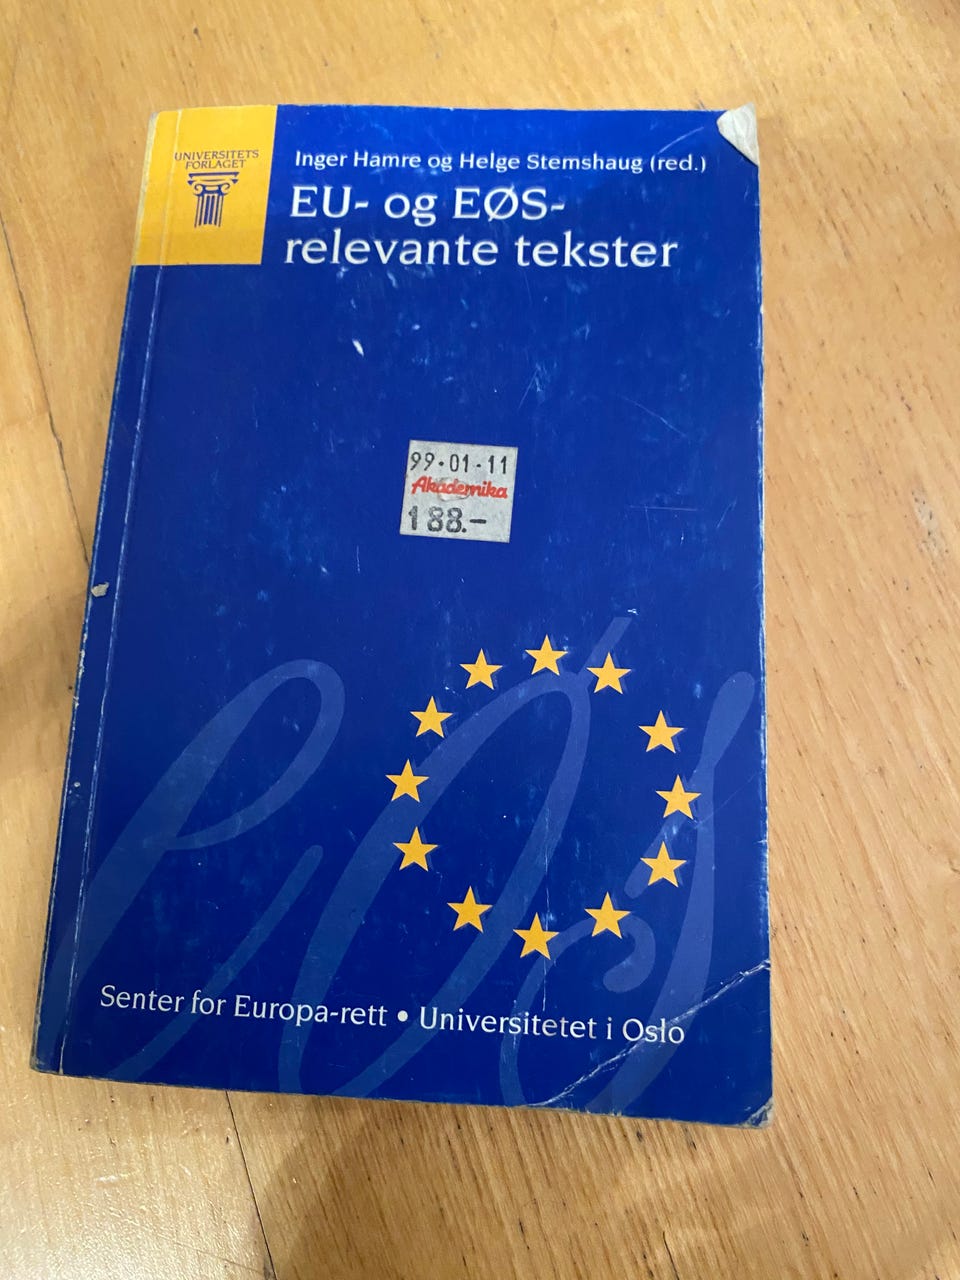 UNIVERSITETS
FORLAGET
Inger Hamre og Helge Stemshaug (red.)
EU- og EØS-
relevante tekster
99·01·11
Akademika
188.-
EØS
Senter for Europa-rett • Universitetet i Oslo